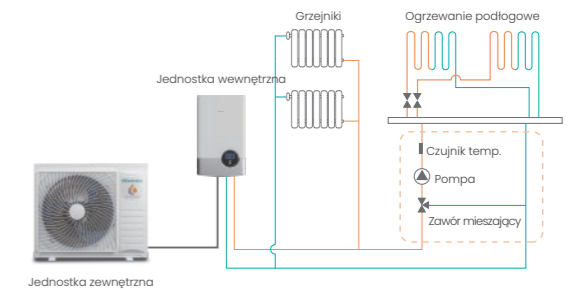 Grzejniki
Ogrzewanie podłogowe
Jednostka wewnętrzna
Czujnik temp.
Pompa
Zawór mieszający
Jednostka zewnętrzna